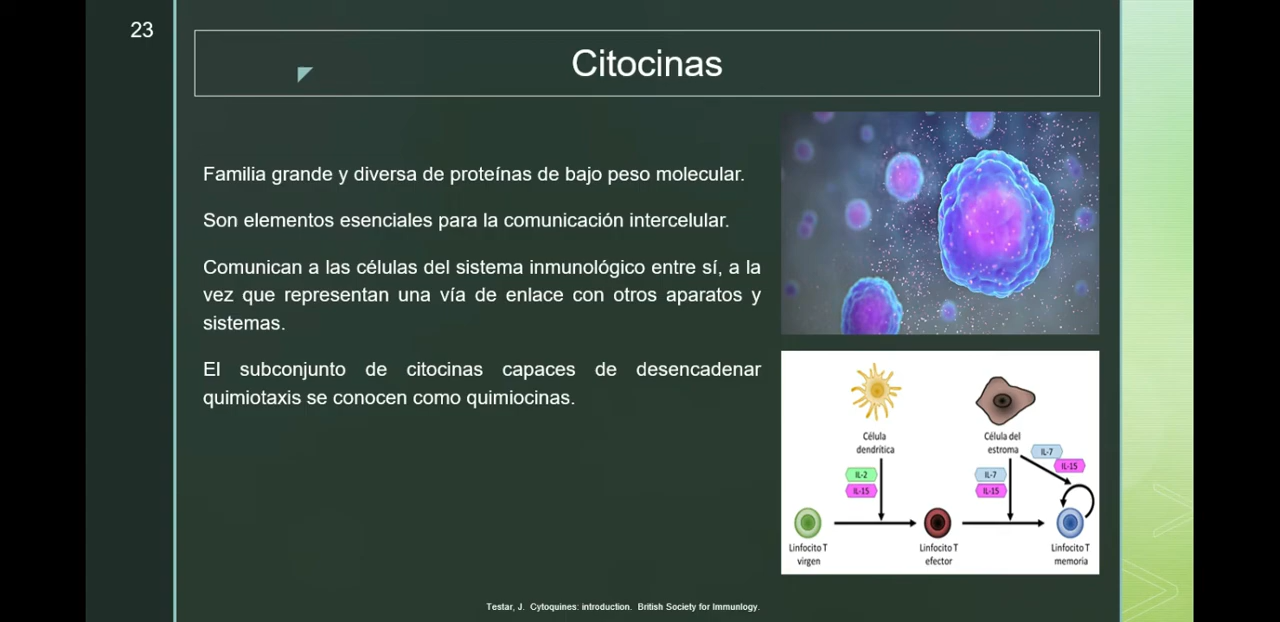 23
Citocinas
Familia grande y diversa de proteínas de bajo peso molecular.
Son elementos esenciales para la comunicación intercelular.
Comunican a las células del sistema inmunológico entre sí, a la
vez que representan una vía de enlace con otros aparatos y
sistemas.
El subconjunto de citocinas capaces de desencadenar
quimiotaxis se conocen como quimiocinas.
Célula
dendrítica
Célula del
estroma
IL-7
IL-15
IL-2
IL-15
IL-7
IL-15
Linfocito T
virgen
Linfocito T
efector
Linfocito T
memoria
Testar, J. Cytoquines: introduction. British Society for Immunlogy.